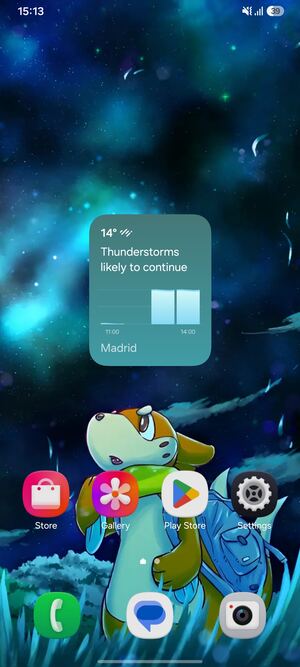 15:13
39
14°
Thunderstorms
likely to continue
11:00
14:00
Madrid
Store
Gallery
Play Store
Settings